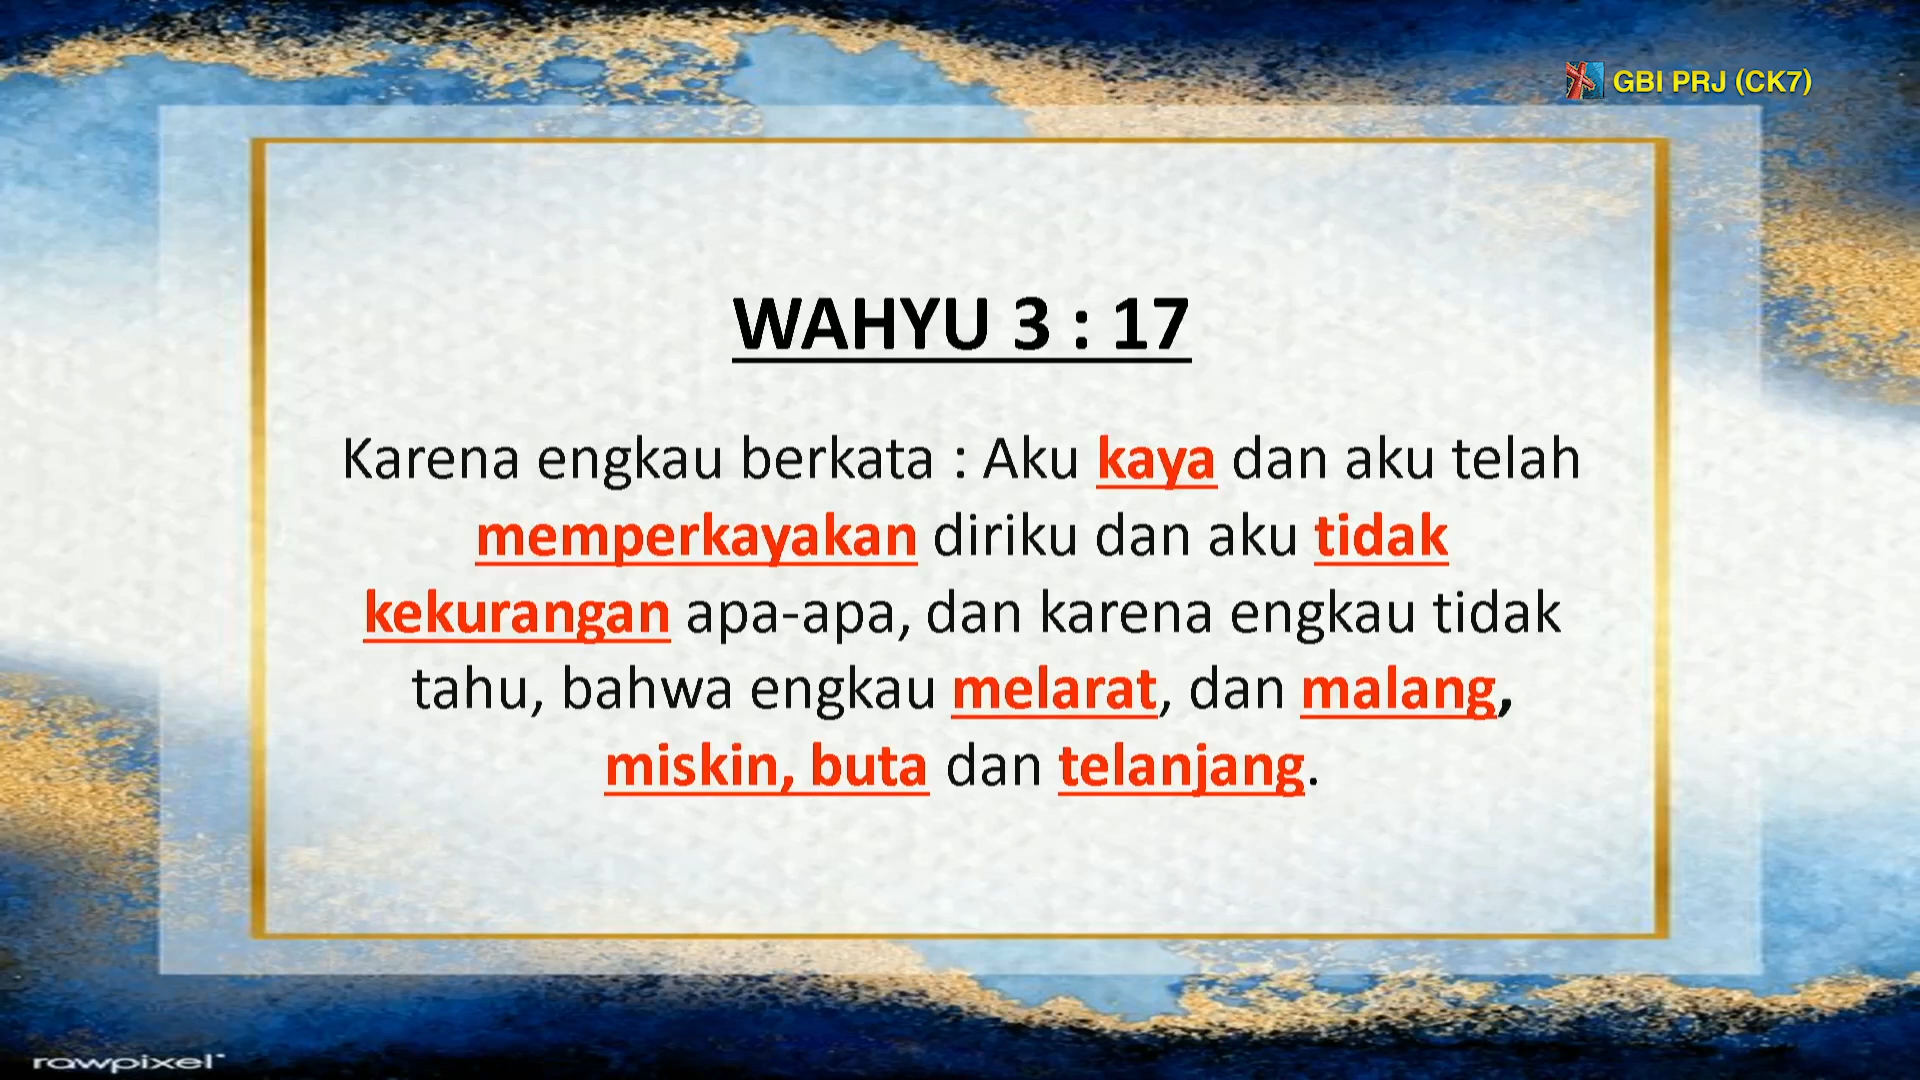 GBI PRJ (CK7)
WAHYU 3 : 17
Karena engkau berkata : Aku kaya dan aku telah
memperkayakan diriku dan aku tidak
kekurangan apa-apa, dan karena engkau tidak
tahu, bahwa engkau melarat, dan malang,
miskin, buta dan telanjang.
rawpixel